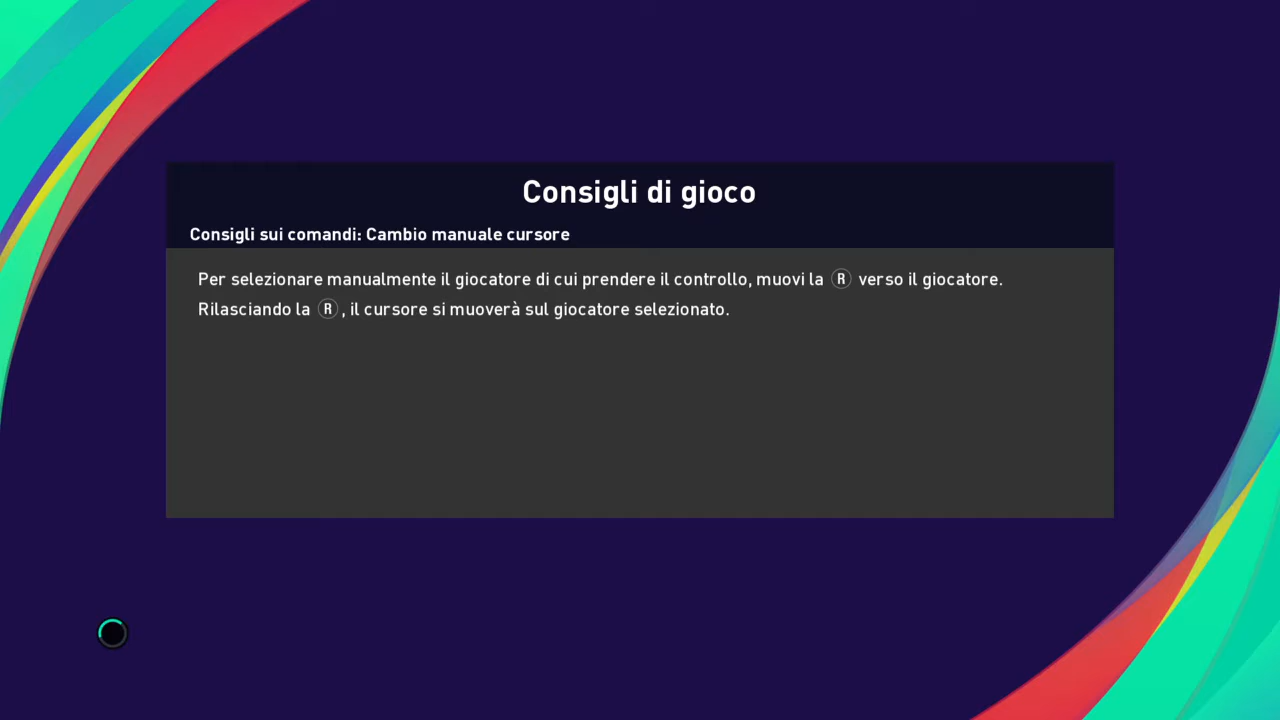 Consigli di gioco
Consigli sui comandi: Cambio manuale cursore
Per selezionare manualmente il giocatore di cui prendere il controllo, muovi la R verso il giocatore.
Rilasciando la R, il cursore si muoverà sul giocatore selezionato.